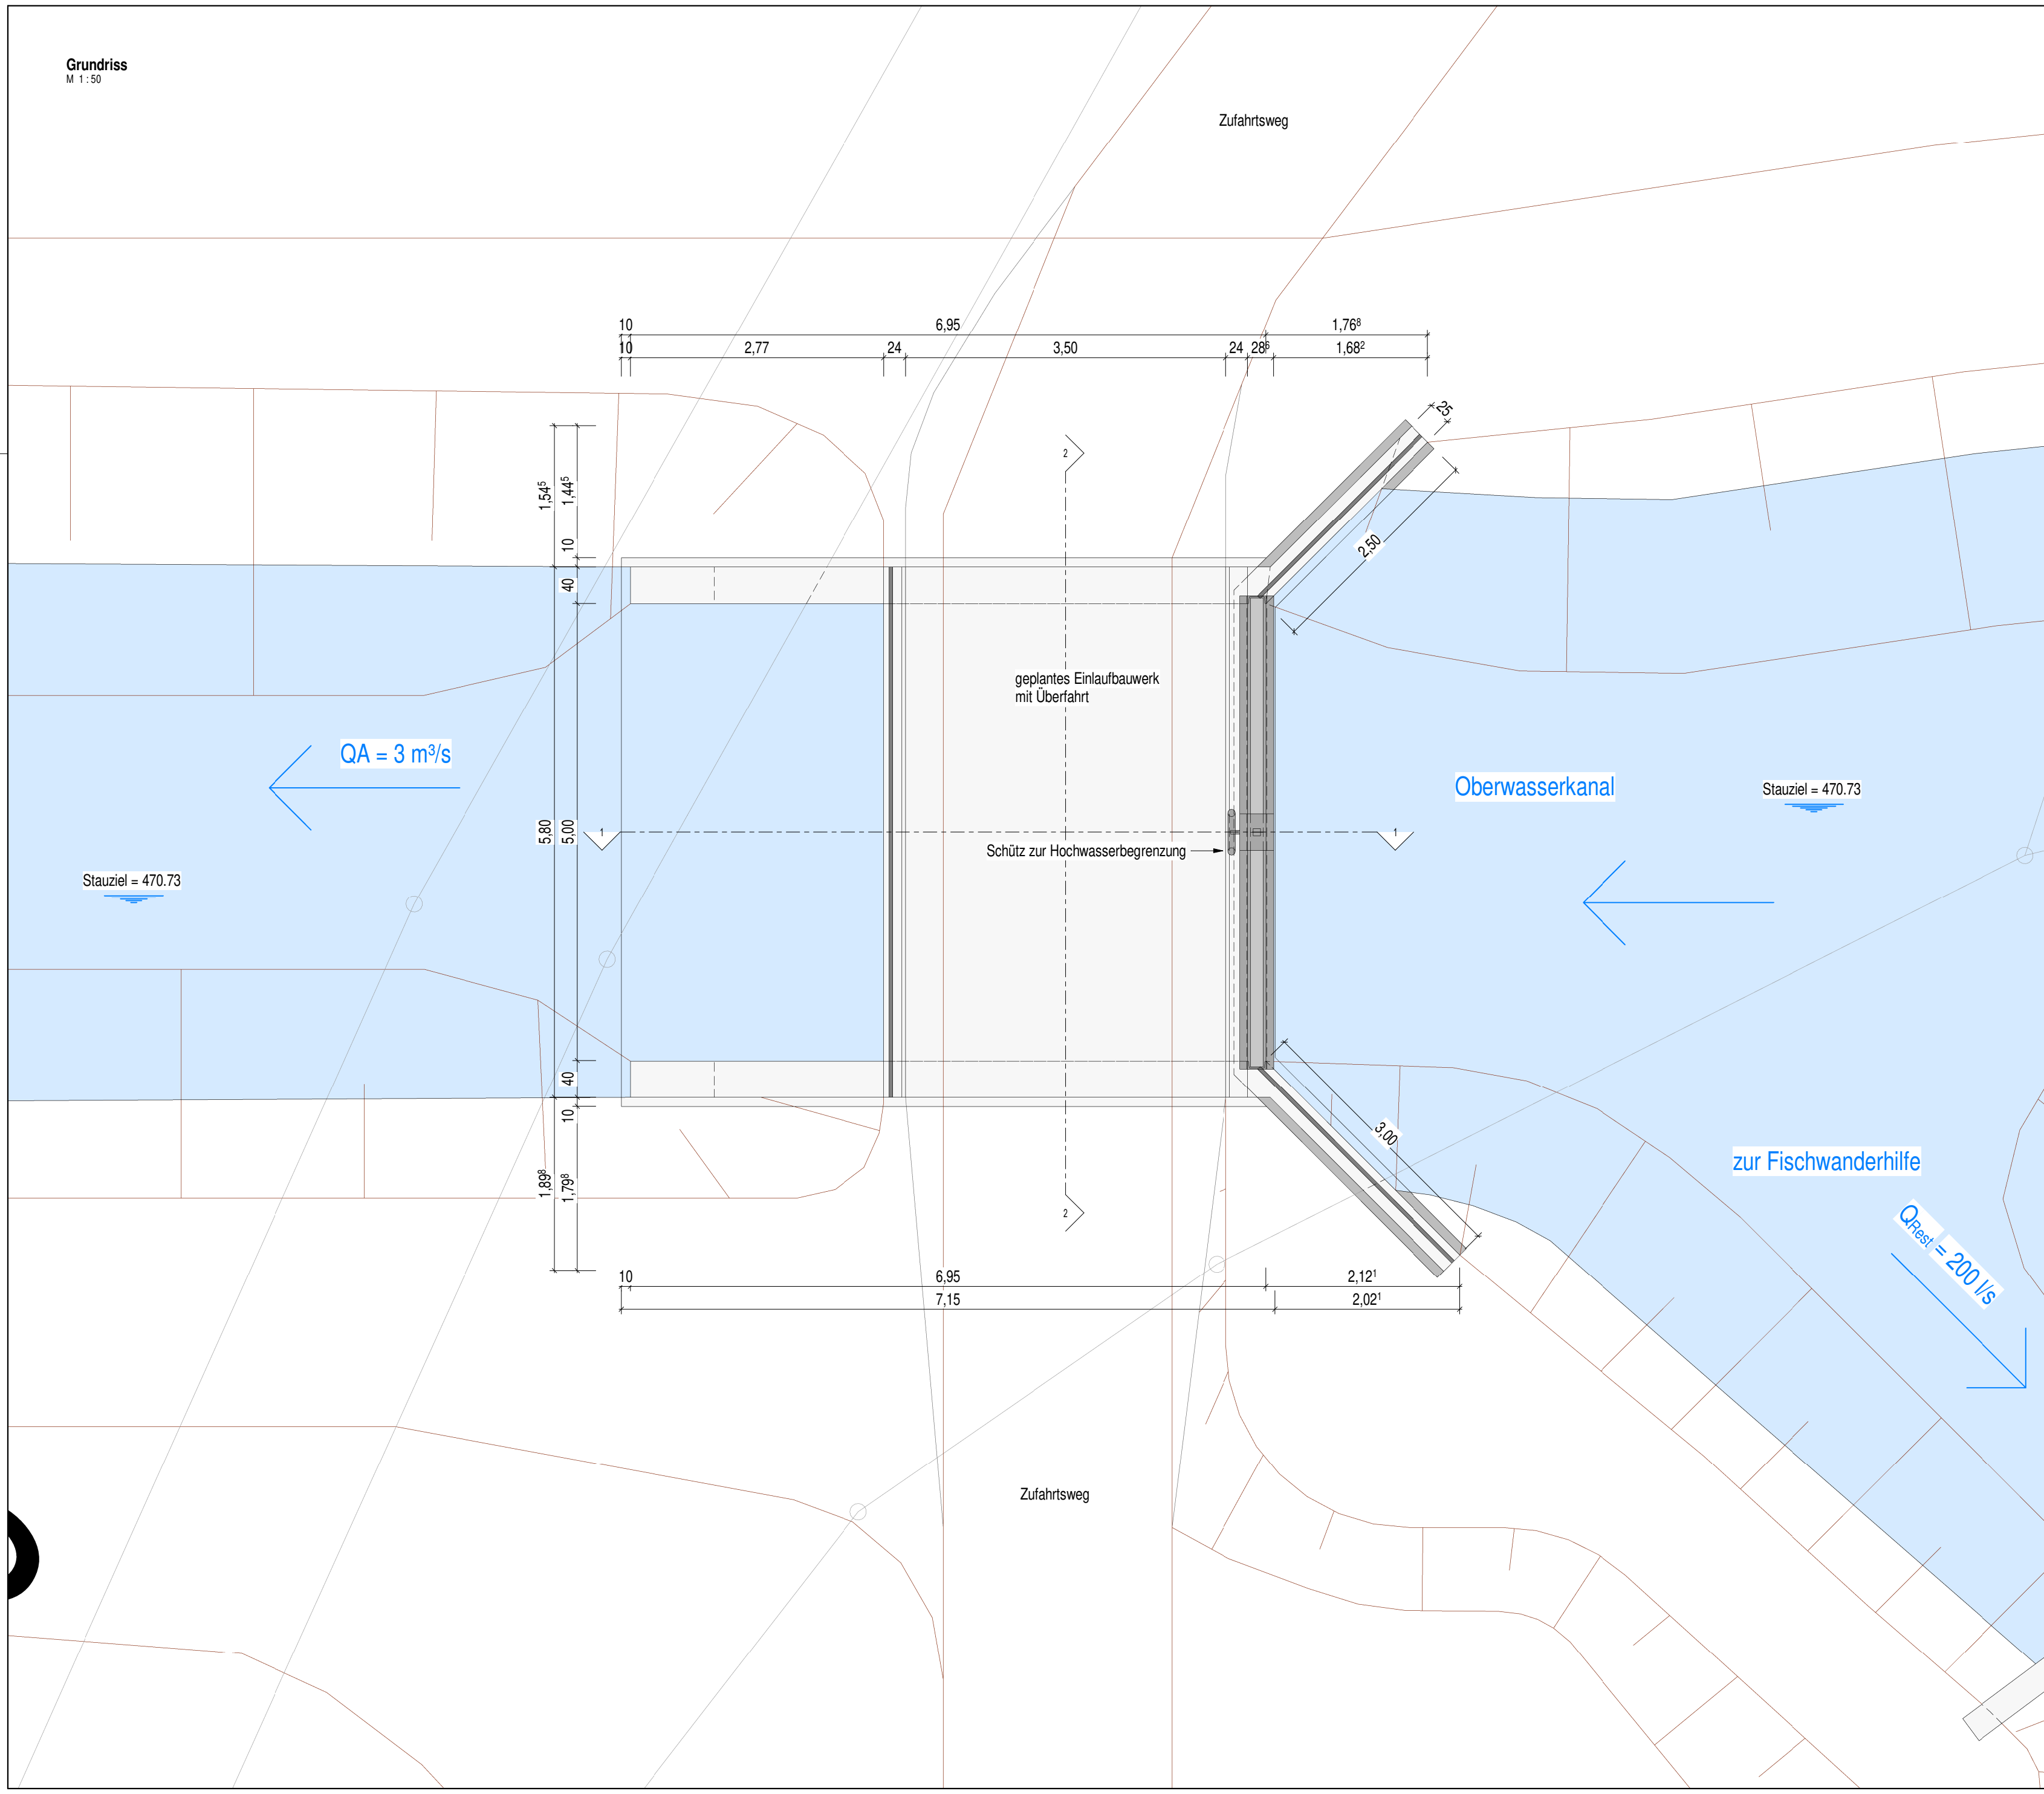 Grundriss
M 1 : 50
Zufahrtsweg
10
6,95
1,76⁸
10
2,77
24
3,50
24
28⁶
1,68²
25
1,54⁵
1,44⁵
10
40
2,50
geplantes Einlaufbauwerk
mit Überfahrt
2
QA = 3 m³/s
Oberwasserkanal
Stauziel = 470.73
5,80
5,00
1
1
Schütz zur Hochwasserbegrenzung
Stauziel = 470.73
40
10
3,00
zur Fischwanderhilfe
1,89⁸
1,79⁸
2
QRest = 200 l/s
10
6,95
2,12¹
7,15
2,02¹
Zufahrtsweg